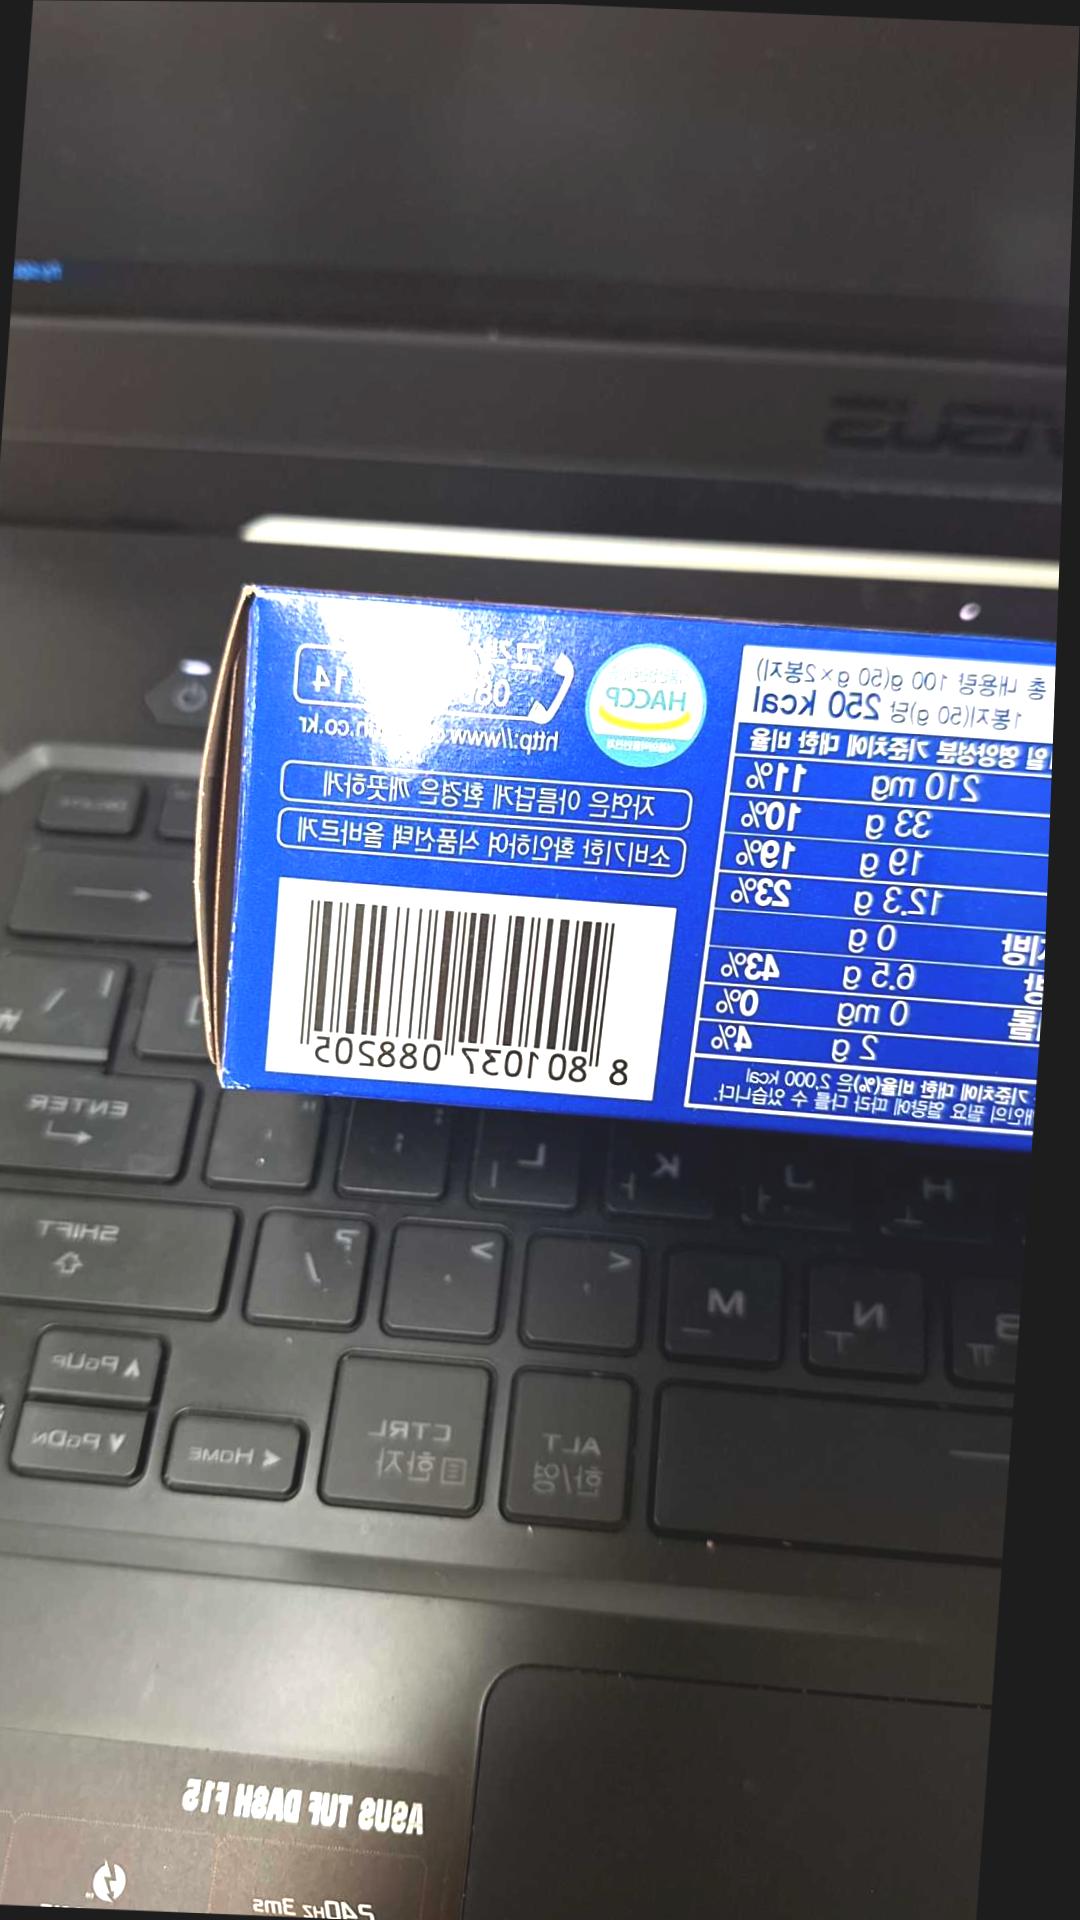 ASUS
총 내용량 100 g(50 g×2봉지)
1봉지(50 g)당 250 kcal
영양성분 기준치에 대한 비율
210 mg 11%
33 g 10%
19 g 19%
12.3 g 23%
0 g
6.5 g 43%
0 mg 0%
2 g 4%
기준치에 대한 비율(%)은 2,000 kcal
필요 열량에 따라 다를 수 있습니다.
HACCP
14
http://www. .co.kr
자연은 아름답게 환경은 깨끗하게
소비기한 확인하여 식품선택 올바르게
8 801037 088205
DELETE
ENTER
H ㅗ
J ㅓ
K ㅏ
L ㅣ
; :
' "
SHIFT
B ㅠ
N ㅜ
M ㅡ
, <
. >
/ ?
ALT 한/영
CTRL 한자
HOME
PGUP
PGDN
ASUS TUF DASH F15
240HZ 3ms